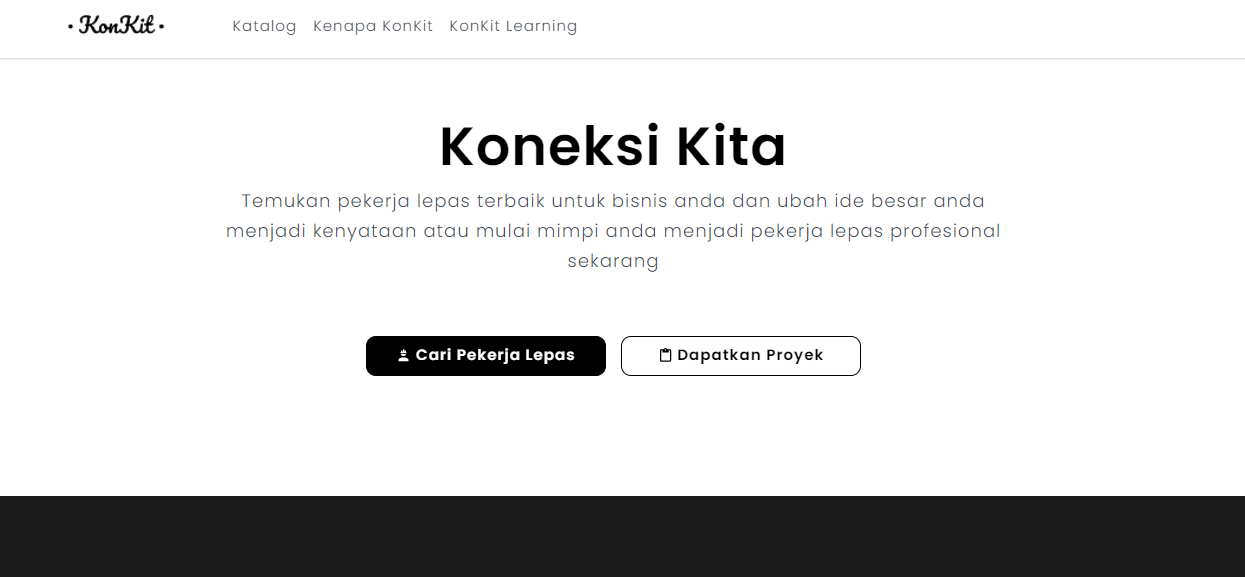 • KonKit •
Katalog Kenapa KonKit KonKit Learning
Koneksi Kita
Temukan pekerja lepas terbaik untuk bisnis anda dan ubah ide besar anda
menjadi kenyataan atau mulai mimpi anda menjadi pekerja lepas profesional
sekarang
Cari Pekerja Lepas
Dapatkan Proyek